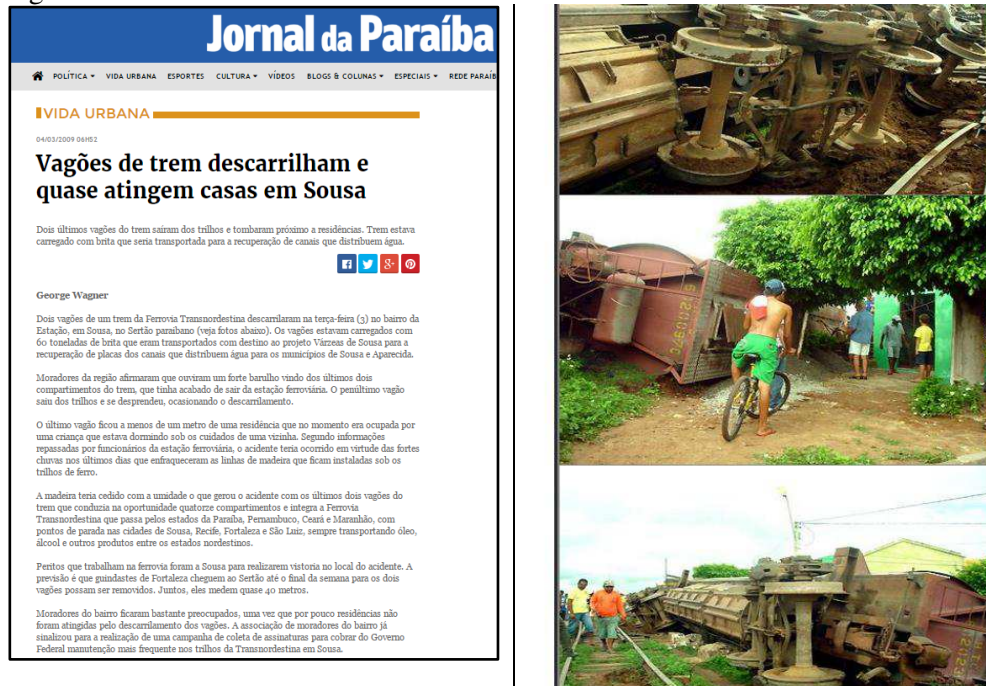 Jornal da Paraíba
POLÍTICA VIDA URBANA ESPORTES CULTURA VÍDEOS BLOGS & COLUNAS ESPECIAIS REDE PARAÍB
VIDA URBANA
04/03/2009 06H52
Vagões de trem descarrilham e
quase atingem casas em Sousa
Dois últimos vagões do trem saíram dos trilhos e tombaram próximo a residências. Trem estava
carregado com brita que seria transportada para a recuperação de canais que distribuem água.
George Wagner
Dois vagões de um trem da Ferrovia Transnordestina descarrilaram na terça-feira (3) no bairro da
Estação, em Sousa, no Sertão paraibano (veja fotos abaixo). Os vagões estavam carregados com
60 toneladas de brita que eram transportados com destino ao projeto Várzeas de Sousa para a
recuperação de placas dos canais que distribuem água para os municípios de Sousa e Aparecida.
Moradores da região afirmaram que ouviram um forte barulho vindo dos últimos dois
compartimentos do trem, que tinha acabado de sair da estação ferroviária. O penultimo vagão
saiu dos trilhos e se desprendeu, ocasionando o descarrilamento.
O último vagão ficou a menos de um metro de uma residência que no momento era ocupada por
uma criança que estava dormindo sob os cuidados de uma vizinha. Segundo informações
repassadas por funcionários da estação ferroviária, o acidente teria ocorrido em virtude das fortes
chuvas nos últimos dias que enfraqueceram as linhas de madeira que ficam instaladas sob os
trilhos de ferro.
A madeira teria cedido com a umidade o que gerou o acidente com os últimos dois vagões do
trem que conduzia na oportunidade quatorze compartimentos e integra a Ferrovia
Transnordestina que passa pelos estados da Paraíba, Pernambuco, Ceará e Maranhão, com
pontos de parada nas cidades de Sousa, Recife, Fortaleza e São Luiz, sempre transportando óleo,
álcool e outros produtos entre os estados nordestinos.
Peritos que trabalham na ferrovia foram a Sousa para realizarem vistoria no local do acidente. A
previsão é que guindastes de Fortaleza cheguem ao Sertão até o final da semana para os dois
vagões possam ser removidos. Juntos, eles medem quase 40 metros.
Moradores do bairro ficaram bastante preocupados, uma vez que por pouco residências não
foram atingidas pelo descarrilamento dos vagões. A associação de moradores do bairro já
sinalizou para a realização de uma campanha de coleta de assinaturas para cobrar do Governo
Federal manutenção mais frequente nos trilhos da Transnordestina em Sousa.